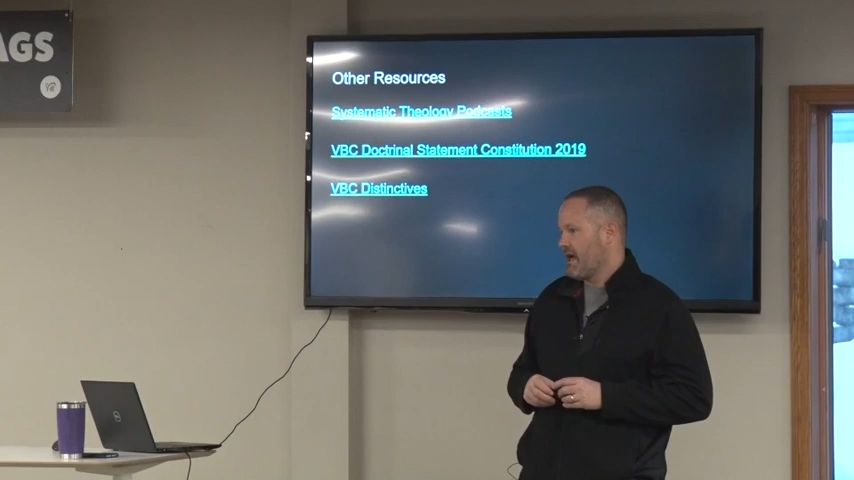 AGS
Other Resources
Systematic Theology Podcasts
VBC Doctrinal Statement Constitution 2019
VBC Distinctives